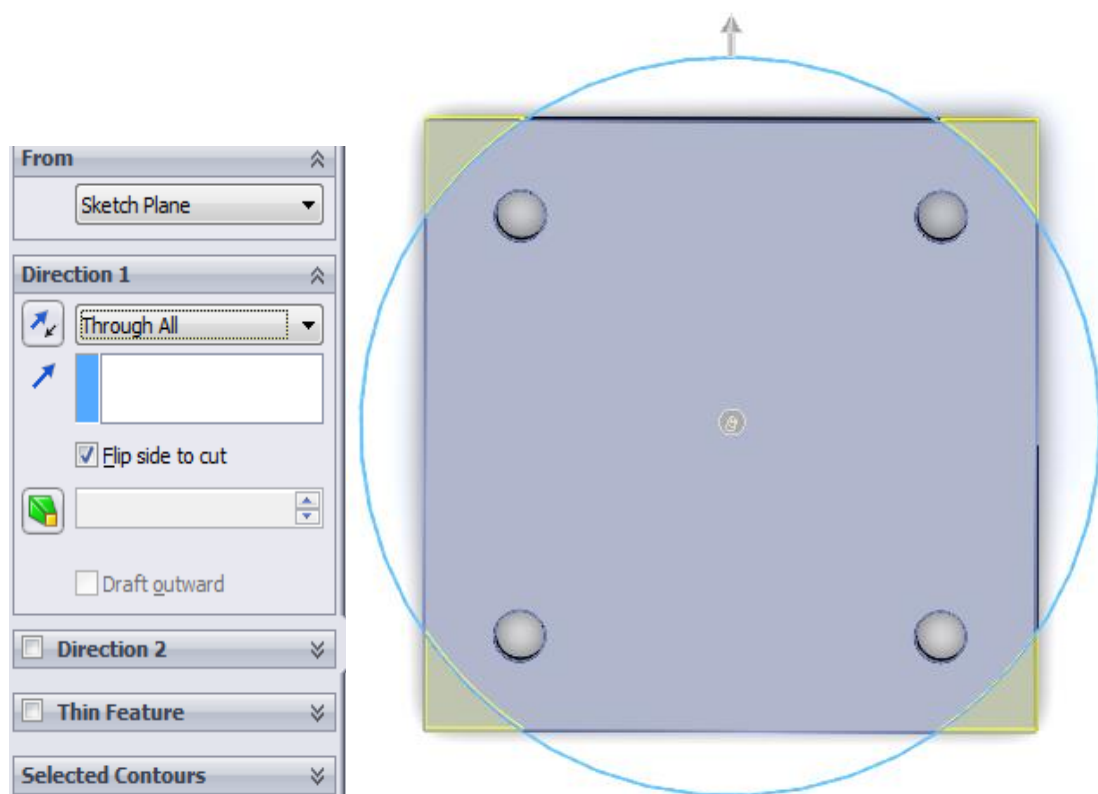 From
Sketch Plane
Direction 1
Through All
Flip side to cut
Draft outward
Direction 2
Thin Feature
Selected Contours